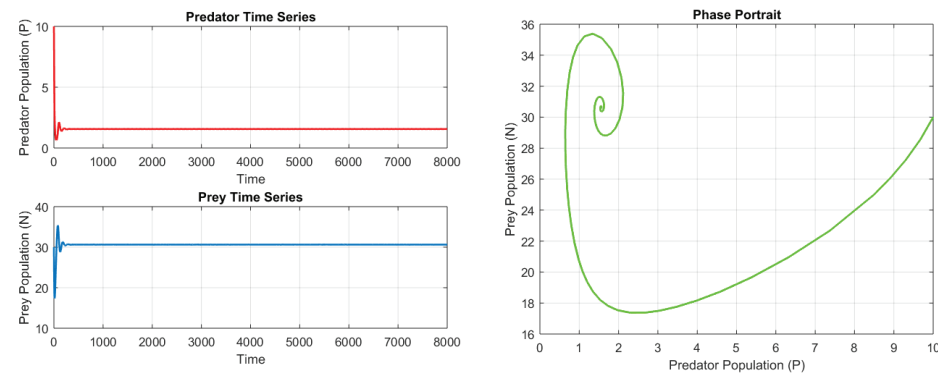 Predator Time Series
Predator Population (P)
10
5
0
0 1000 2000 3000 4000 5000 6000 7000 8000
Time
Prey Time Series
Prey Population (N)
40
30
20
10
0 1000 2000 3000 4000 5000 6000 7000 8000
Time
Phase Portrait
Prey Population (N)
36
34
32
30
28
26
24
22
20
18
16
0 1 2 3 4 5 6 7 8 9 10
Predator Population (P)